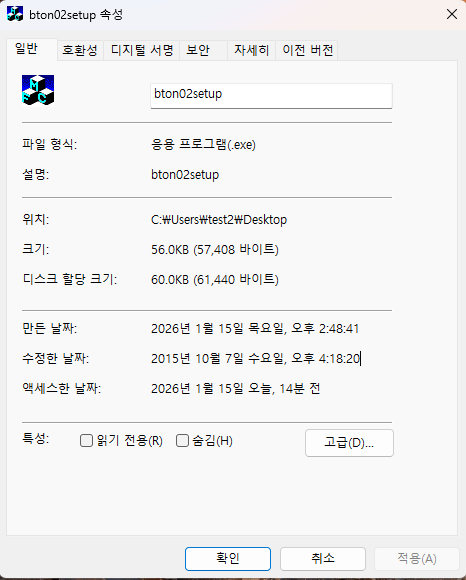 bton02setup 속성
일반 호환성 디지털 서명 보안 자세히 이전 버전
bton02setup
파일 형식: 응용 프로그램(.exe)
설명: bton02setup
위치: C:₩Users₩test2₩Desktop
크기: 56.0KB (57,408 바이트)
디스크 할당 크기: 60.0KB (61,440 바이트)
만든 날짜: 2026년 1월 15일 목요일, 오후 2:48:41
수정한 날짜: 2015년 10월 7일 수요일, 오후 4:18:20
액세스한 날짜: 2026년 1월 15일 오늘, 14분 전
특성: 읽기 전용(R) 숨김(H) 고급(D)...
확인 취소 적용(A)